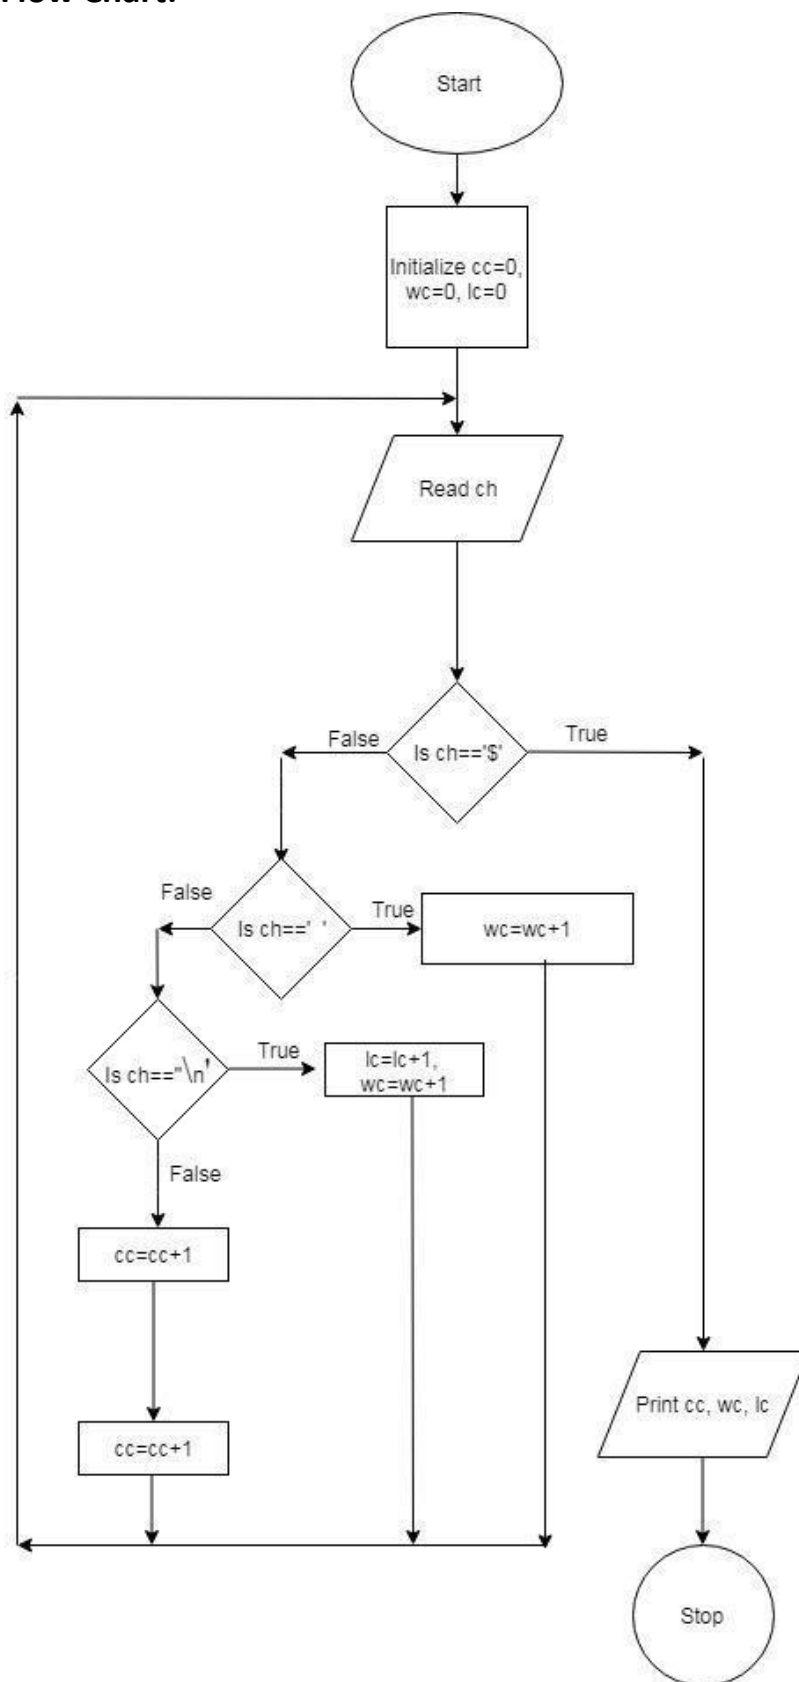 Flow Chart:
Start
Initialize cc=0,
wc=0, lc=0
Read ch
False
True
Is ch=='$'
False
True
Is ch==' '
wc=wc+1
True
Is ch=="\n'
lc=lc+1,
wc=wc+1
False
cc=cc+1
cc=cc+1
Print cc, wc, lc
Stop